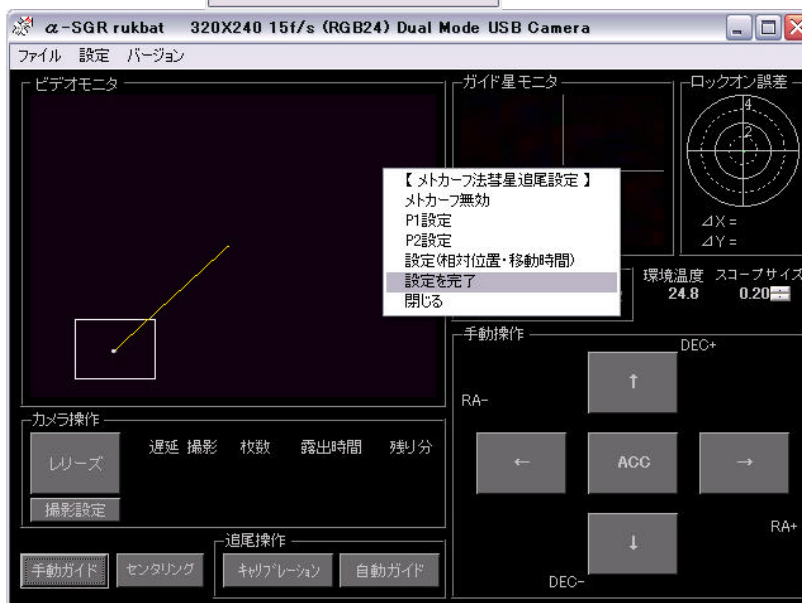 α-SGR rukbat 320X240 15f/s (RGB24) Dual Mode USB Camera
ファイル 設定 バージョン
ビデオモニタ
ガイド星モニタ
ロックオン誤差
4
2
⊿X =
⊿Y =
【 メトカーフ法彗星追尾設定 】
メトカーフ無効
P1設定
P2設定
設定(相対位置・移動時間)
設定を完了
閉じる
環境温度 スコープサイズ
24.8 0.20
手動操作
DEC+
↑
RA-
← ACC →
RA+
↓
DEC-
カメラ操作
レリーズ 遅延 撮影 枚数 露出時間 残り分
撮影設定
追尾操作
手動ガイド センタリング キャリブレーション 自動ガイド